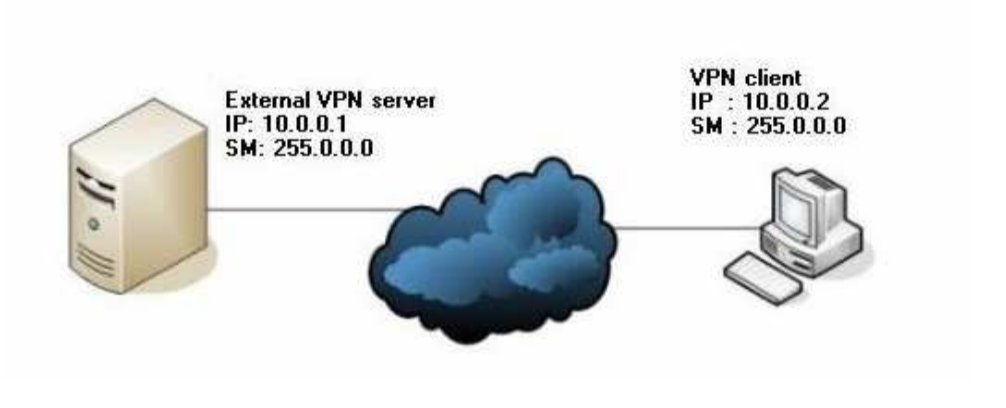 External VPN server
IP: 10.0.0.1
SM: 255.0.0.0
VPN client
IP : 10.0.0.2
SM : 255.0.0.0